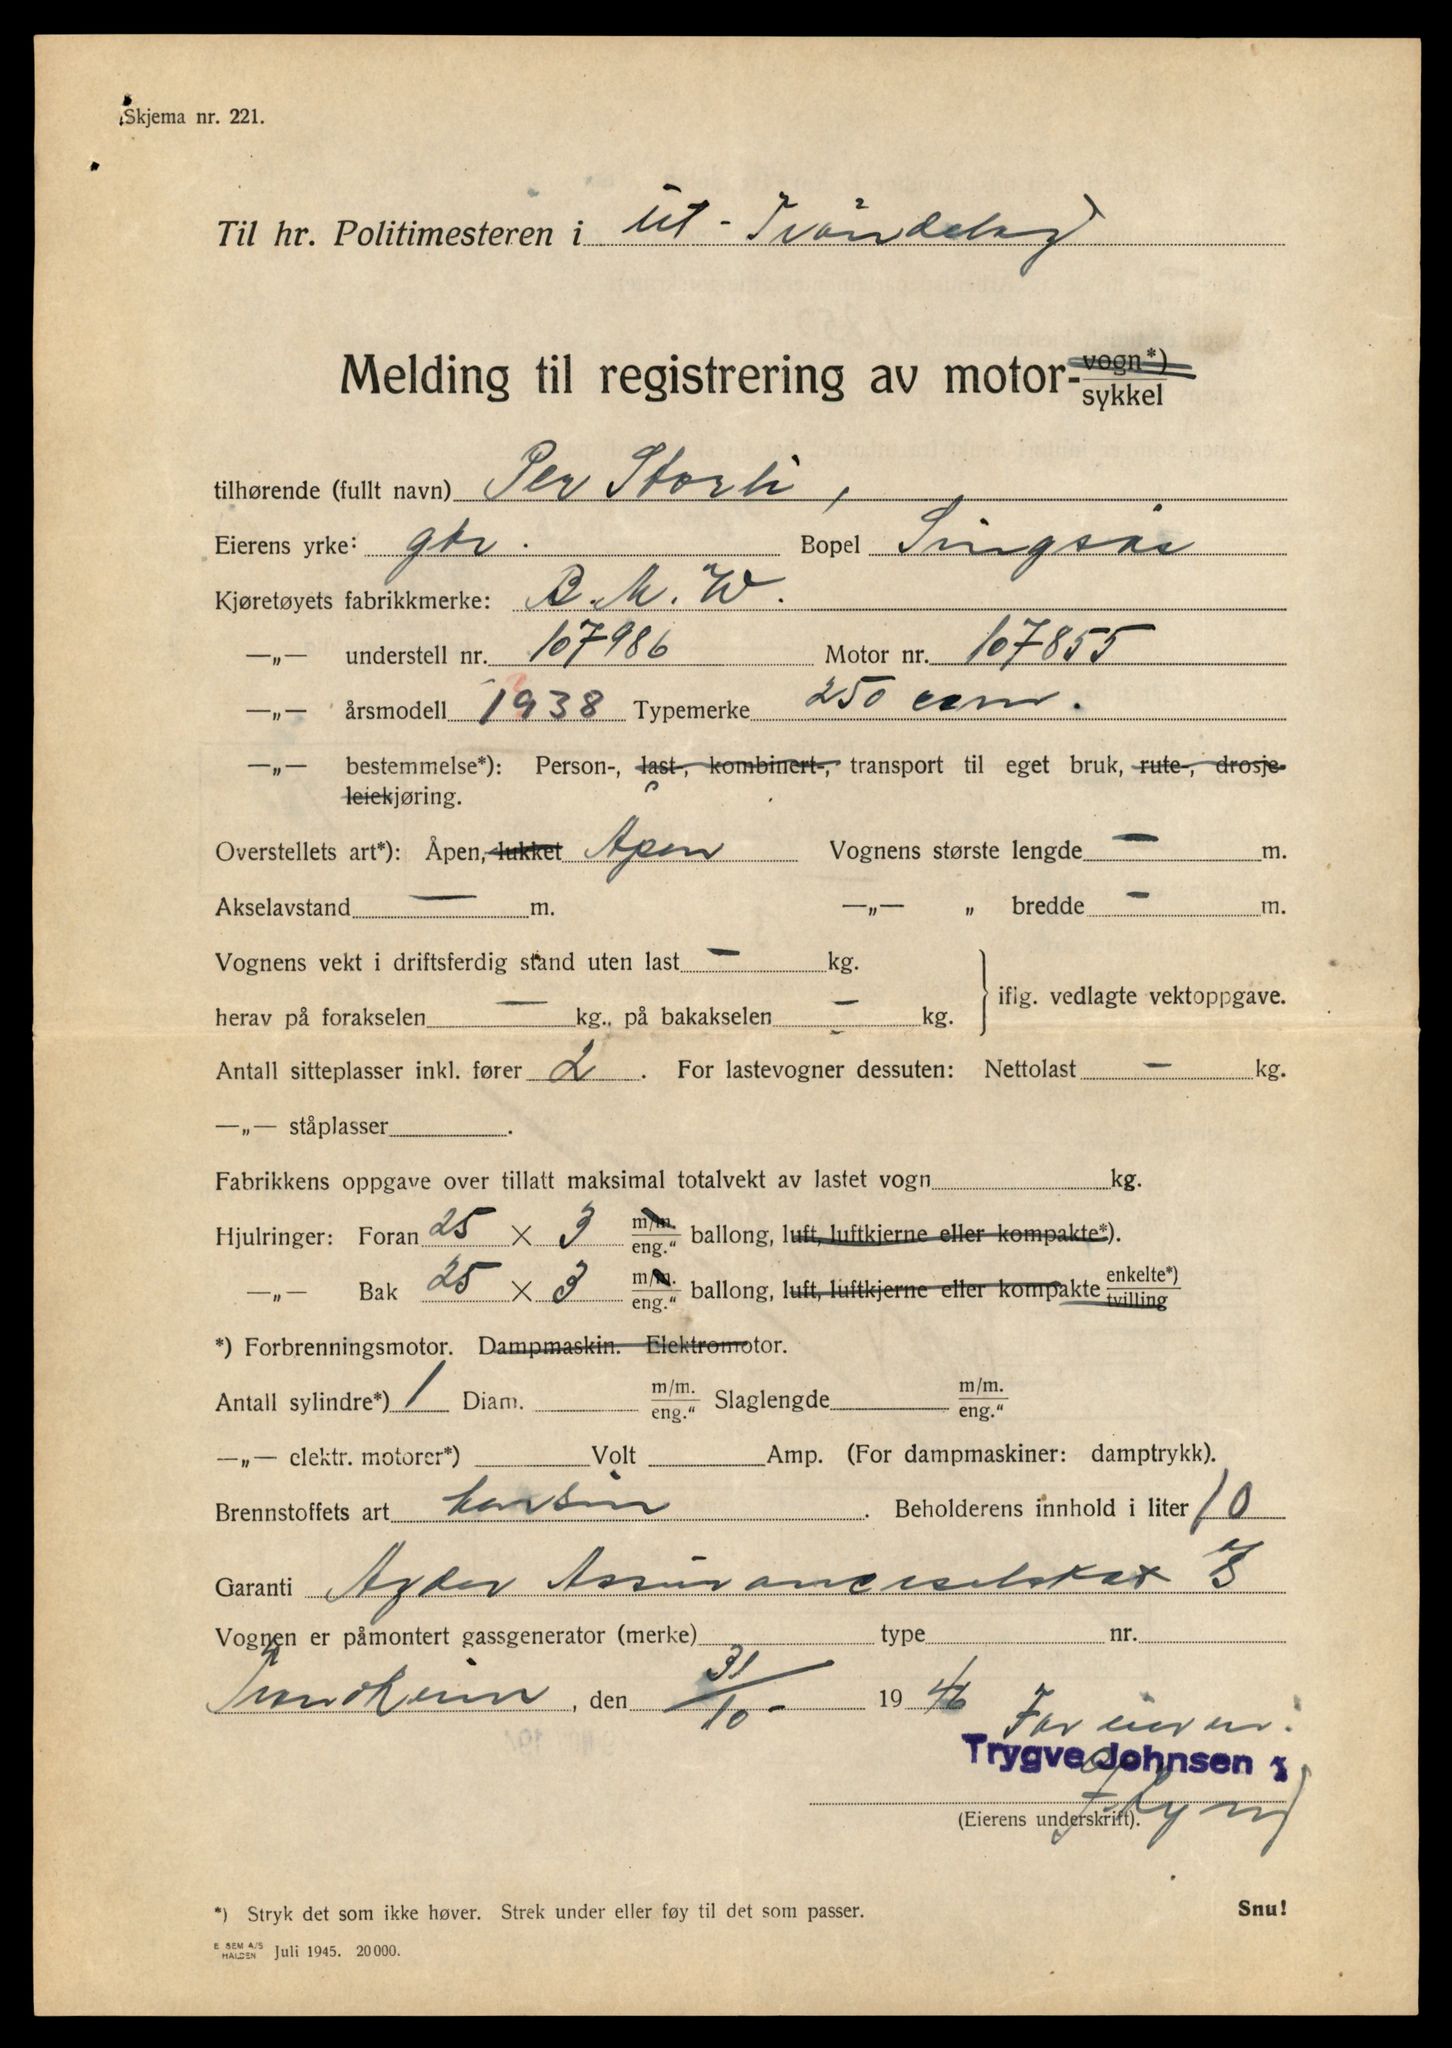 Skjema nr. 221.
Til hr. Politimesteren i Ut-Tröndelag
Melding til registrering av motor-vogn*) sykkel
tilhørende (fullt navn) Per Storli,
Eierens yrke: gbr. Bopel Singsås
Kjøretøyets fabrikkmerke: B.M.W.
—„— understell nr. 107986 Motor nr. 107855
—„— årsmodell 1938 Typemerke 250 ccm.
—„— bestemmelse*): Person-, last-, kombinert-, transport til eget bruk, rute-, drosje-
leiekjøring.
Overstellets art*): Åpen, lukket Apen Vognens største lengde — m.
Akselavstand — m. —„— „ bredde — m.
Vognens vekt i driftsferdig stand uten last — kg.
herav på forakselen — kg., på bakakselen — kg. iflg. vedlagte vektoppgave.
Antall sitteplasser inkl. fører 2 . For lastevogner dessuten: Nettolast — kg.
—„— ståplasser .
Fabrikkens oppgave over tillatt maksimal totalvekt av lastet vogn kg.
Hjulringer: Foran 25 × 3 m/m. eng.“ ballong, luft, luftkjerne eller kompakte*).
—„— Bak 25 × 3 m/m. eng.“ ballong, luft, luftkjerne eller kompakte enkelte*) tvilling
*) Forbrenningsmotor. Dampmaskin. Elektromotor.
Antall sylindre*) 1 Diam. m/m. eng.“ Slaglengde m/m. eng.“
—„— elektr. motorer*) Volt Amp. (For dampmaskiner: damptrykk).
Brennstoffets art bensin . Beholderens innhold i liter 10
Garanti Agder Assuranceselskap
Vognen er påmontert gassgenerator (merke) type nr.
Trondheim, den 31/10 - 1946 For eieren:
Trygve Johnsen
(Eierens underskrift).
*) Stryk det som ikke høver. Strek under eller føy til det som passer. Snu!
E SEM A/S HALDEN Juli 1945. 20000.